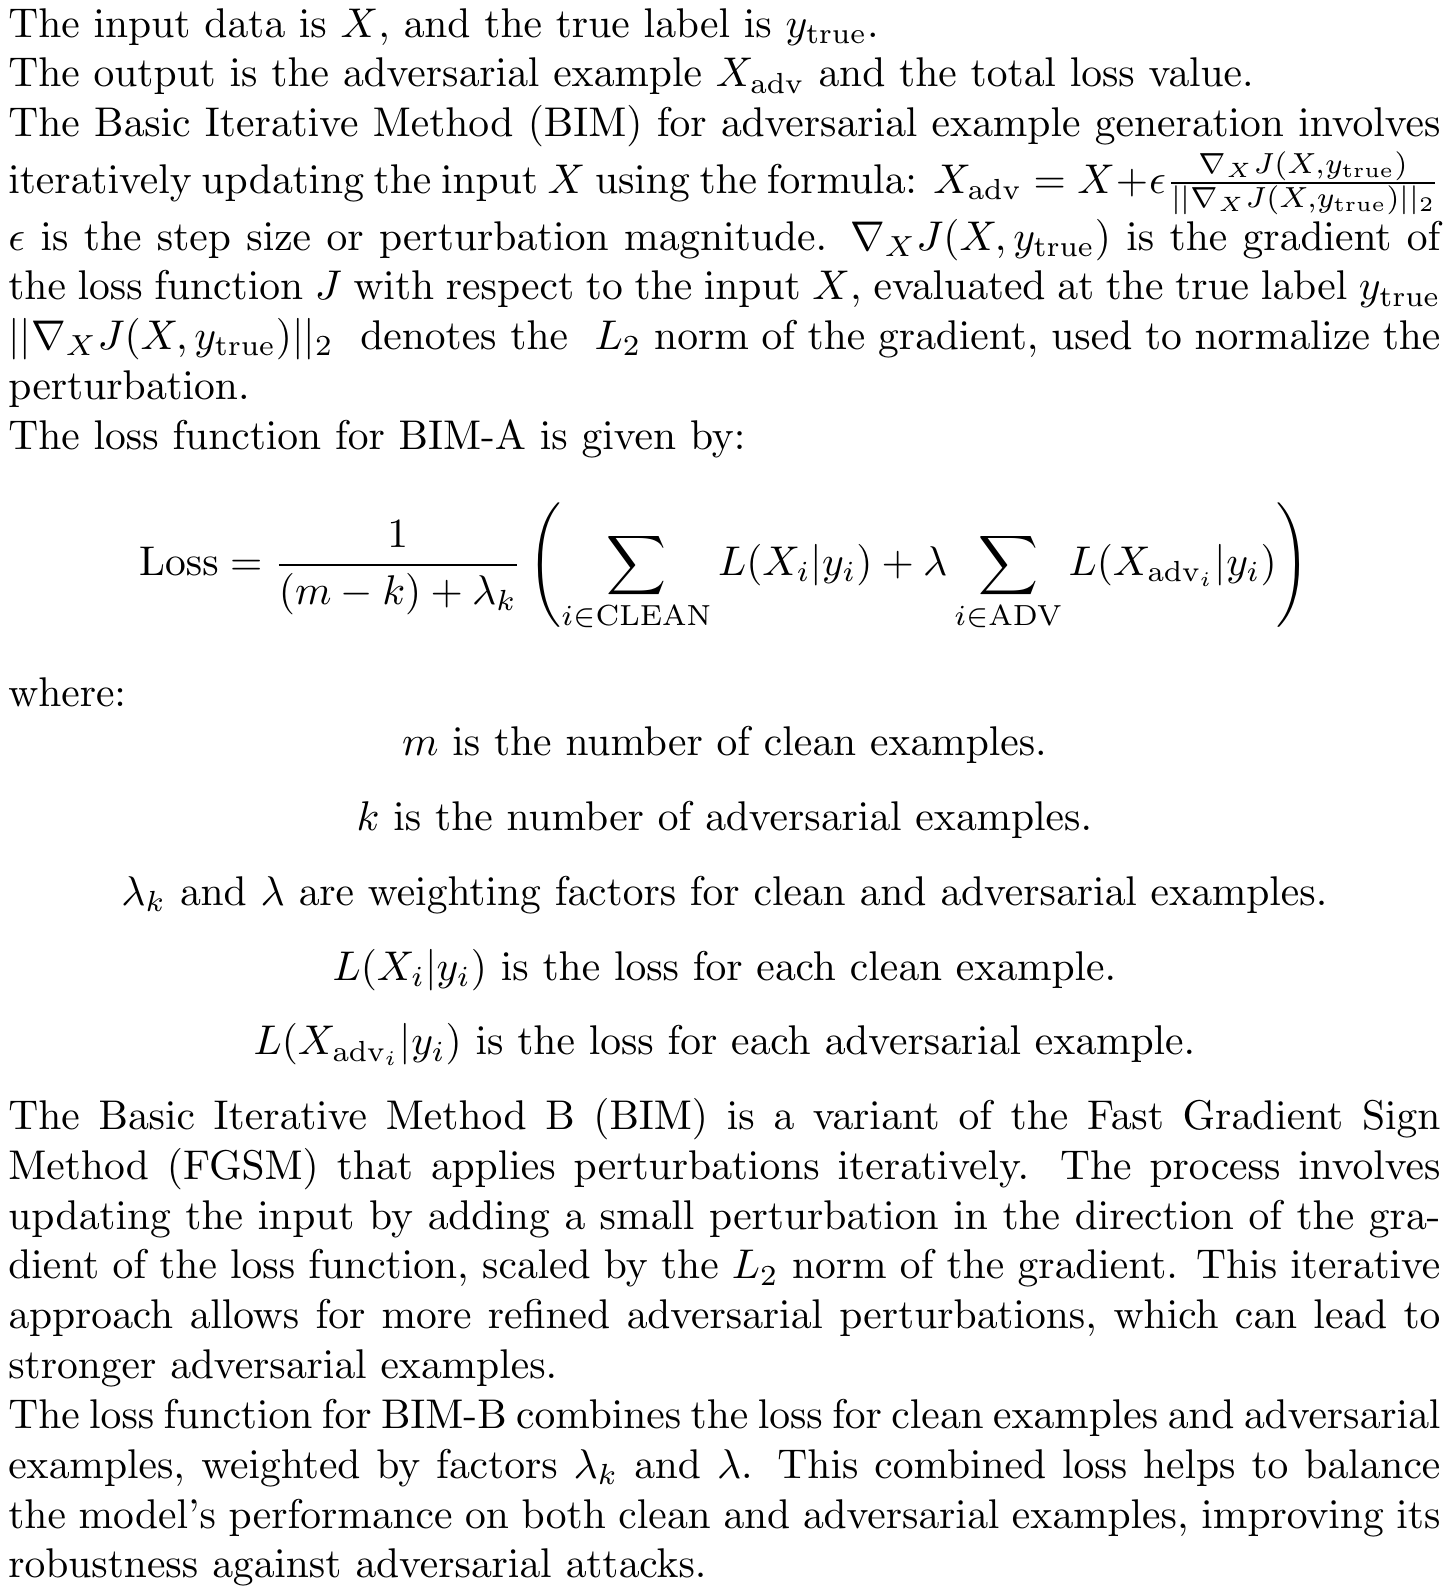 The input data is $X$, and the true label is $y_{\text{true}}$.
The output is the adversarial example $X_{\text{adv}}$ and the total loss value.
The Basic Iterative Method (BIM) for adversarial example generation involves
iteratively updating the input $X$ using the formula: $X_{\text{adv}} = X + \epsilon \frac{\nabla_X J(X, y_{\text{true}})}{||\nabla_X J(X, y_{\text{true}})||_2}$
$\epsilon$ is the step size or perturbation magnitude. $\nabla_X J(X, y_{\text{true}})$ is the gradient of
the loss function $J$ with respect to the input $X$, evaluated at the true label $y_{\text{true}}$
$||\nabla_X J(X, y_{\text{true}})||_2$ denotes the $L_2$ norm of the gradient, used to normalize the
perturbation.
The loss function for BIM-A is given by:
$\text{Loss} = \frac{1}{(m-k)+\lambda_k} \left( \sum_{i \in \text{CLEAN}} L(X_i|y_i) + \lambda \sum_{i \in \text{ADV}} L(X_{\text{adv}_i}|y_i) \right)$
where:
$m$ is the number of clean examples.
$k$ is the number of adversarial examples.
$\lambda_k$ and $\lambda$ are weighting factors for clean and adversarial examples.
$L(X_i|y_i)$ is the loss for each clean example.
$L(X_{\text{adv}_i}|y_i)$ is the loss for each adversarial example.
The Basic Iterative Method B (BIM) is a variant of the Fast Gradient Sign
Method (FGSM) that applies perturbations iteratively. The process involves
updating the input by adding a small perturbation in the direction of the gra-
dient of the loss function, scaled by the $L_2$ norm of the gradient. This iterative
approach allows for more refined adversarial perturbations, which can lead to
stronger adversarial examples.
The loss function for BIM-B combines the loss for clean examples and adversarial
examples, weighted by factors $\lambda_k$ and $\lambda$. This combined loss helps to balance
the model's performance on both clean and adversarial examples, improving its
robustness against adversarial attacks.